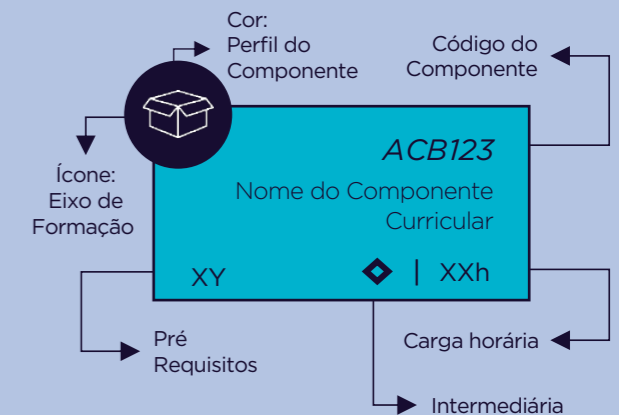 Cor:
Perfil do
Componente
Código do
Componente
Ícone:
Eixo de
Formação
ACB123
Nome do Componente
Curricular
XY
| XXh
Pré
Requisitos
Carga horária
Intermediária